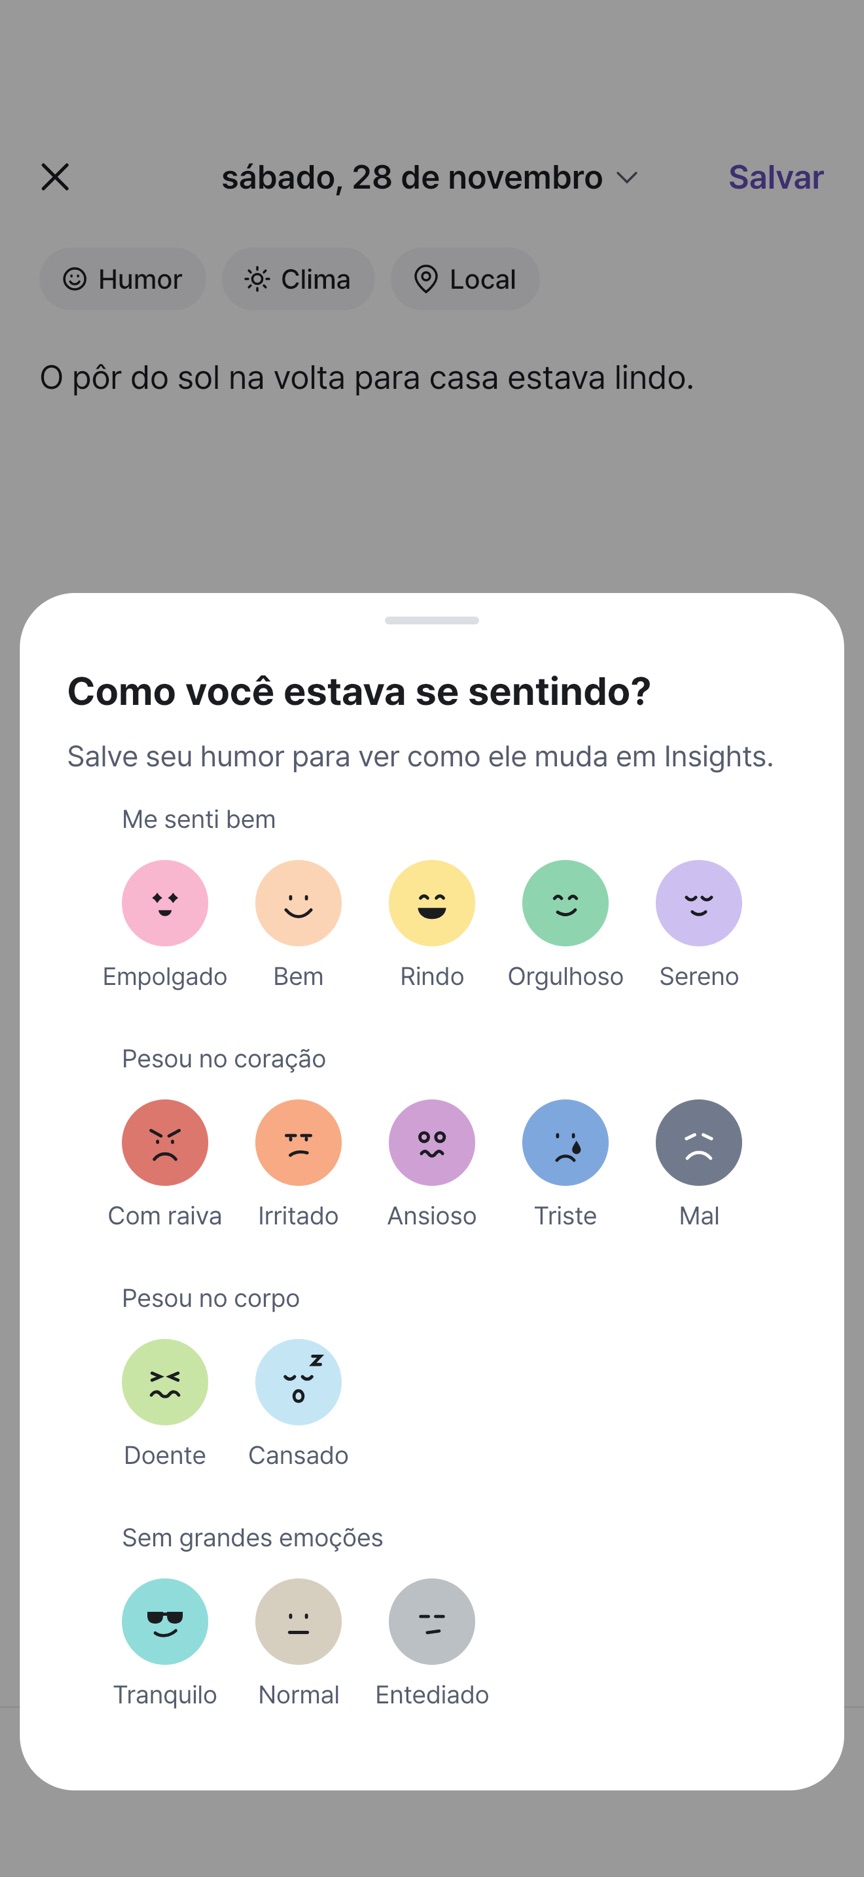 sábado, 28 de novembro
Salvar
Humor
Clima
Local
O pôr do sol na volta para casa estava lindo.
Como você estava se sentindo?
Salve seu humor para ver como ele muda em Insights.
Me senti bem
Empolgado
Bem
Rindo
Orgulhoso
Sereno
Pesou no coração
Com raiva
Irritado
Ansioso
Triste
Mal
Pesou no corpo
Doente
Cansado
Sem grandes emoções
Tranquilo
Normal
Entediado